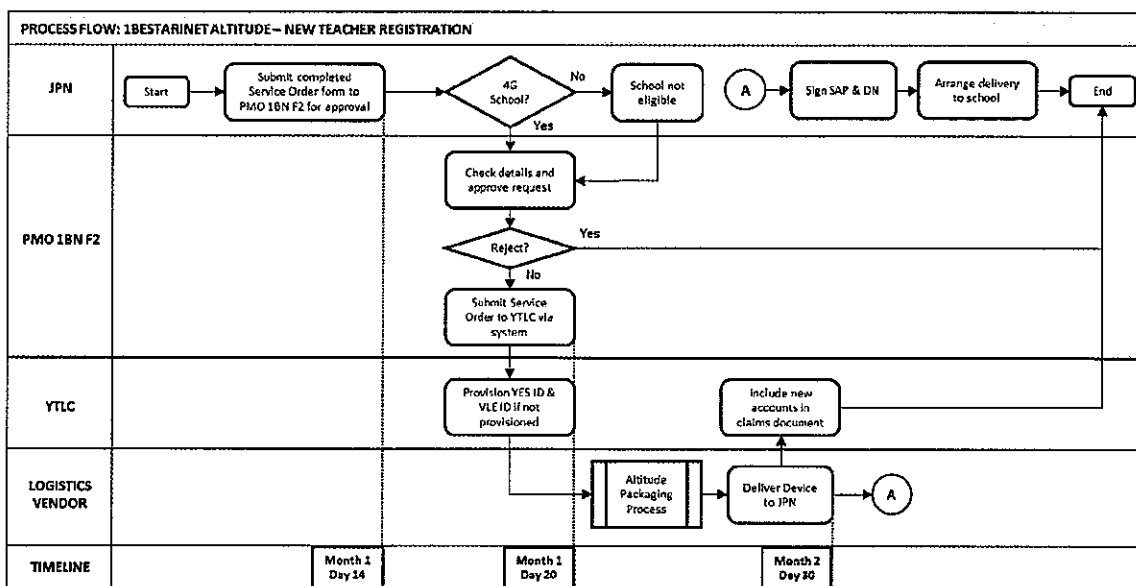 PROCESS FLOW: 1BESTARINET ALTITUDE – NEW TEACHER REGISTRATION
JPN
Start
Submit completed
Service Order form to
PMO 1BN F2 for approval
4G
School?
No
Yes
School not
eligible
A
Sign SAP & DN
Arrange delivery
to school
End
PMO 1BN F2
Check details and
approve request
Reject?
Yes
No
Submit Service
Order to YTLC via
system
YTLC
Provision YES ID &
VLE ID if not
provisioned
Include new
accounts in
claims document
LOGISTICS
VENDOR
Altitude
Packaging
Process
Deliver Device
to JPN
A
TIMELINE
Month 1
Day 14
Month 1
Day 20
Month 2
Day 30